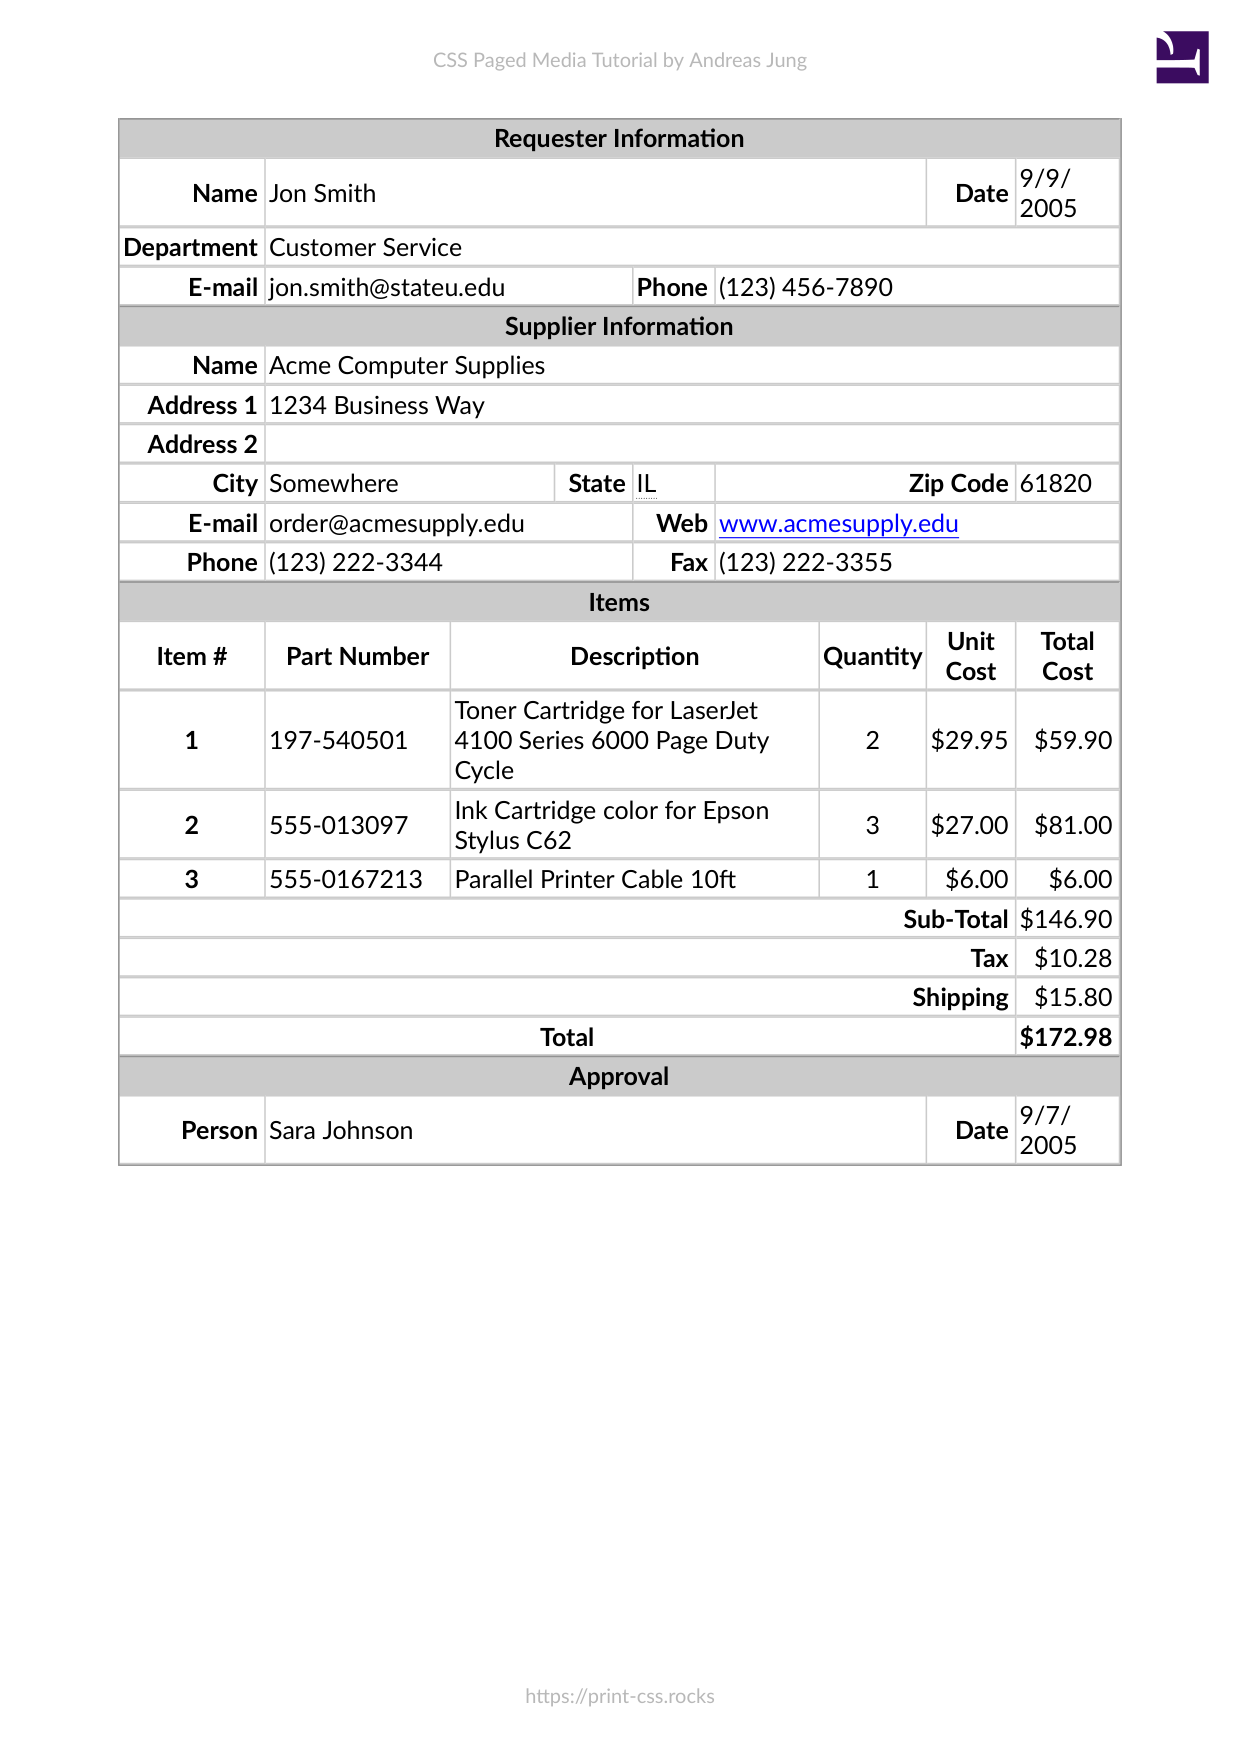 CSS Paged Media Tutorial by Andreas Jung
Requester Information
Name Jon Smith Date 9/9/
2005
Department Customer Service
E-mail jon.smith@stateu.edu Phone (123) 456-7890
Supplier Information
Name Acme Computer Supplies
Address 1 1234 Business Way
Address 2
City Somewhere State IL Zip Code 61820
E-mail order@acmesupply.edu Web www.acmesupply.edu
Phone (123) 222-3344 Fax (123) 222-3355
Items
Item # Part Number Description Quantity Unit
Cost Total
Cost
1 197-540501 Toner Cartridge for LaserJet
4100 Series 6000 Page Duty
Cycle 2 $29.95 $59.90
2 555-013097 Ink Cartridge color for Epson
Stylus C62 3 $27.00 $81.00
3 555-0167213 Parallel Printer Cable 10ft 1 $6.00 $6.00
Sub-Total $146.90
Tax $10.28
Shipping $15.80
Total $172.98
Approval
Person Sara Johnson Date 9/7/
2005
https://print-css.rocks